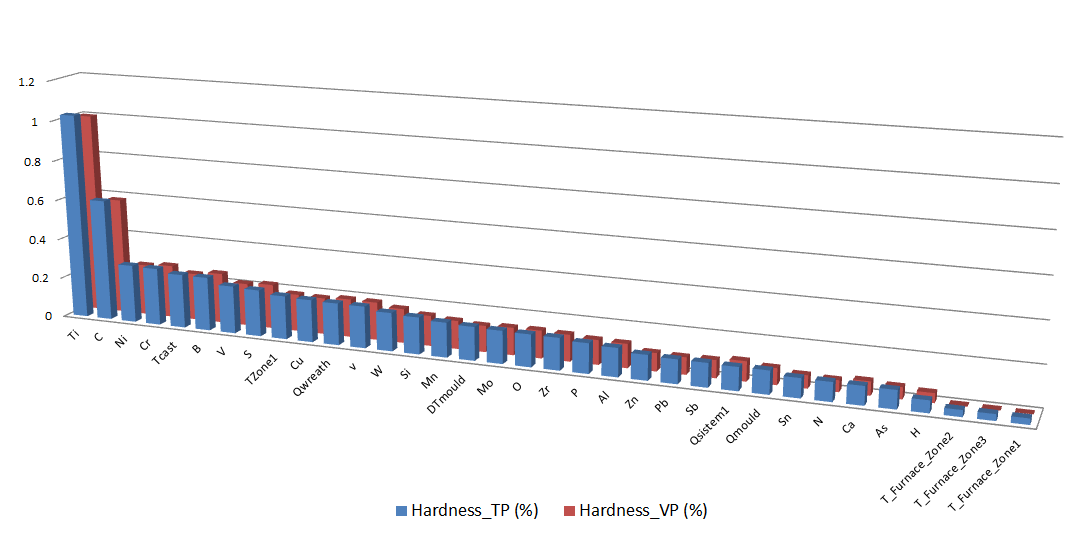 1.2
1
0.8
0.6
0.4
0.2
0
Ti
C
Ni
Cr
Tcast
B
V
S
TZone1
Cu
Qwreath
v
W
Si
Mn
DTmould
Mo
O
Zr
P
Al
Zn
Pb
Sb
Qsistem1
Qmould
Sn
N
Ca
As
H
T_Furnace_Zone2
T_Furnace_Zone3
T_Furnace_Zone1
Hardness_TP (%) Hardness_VP (%)